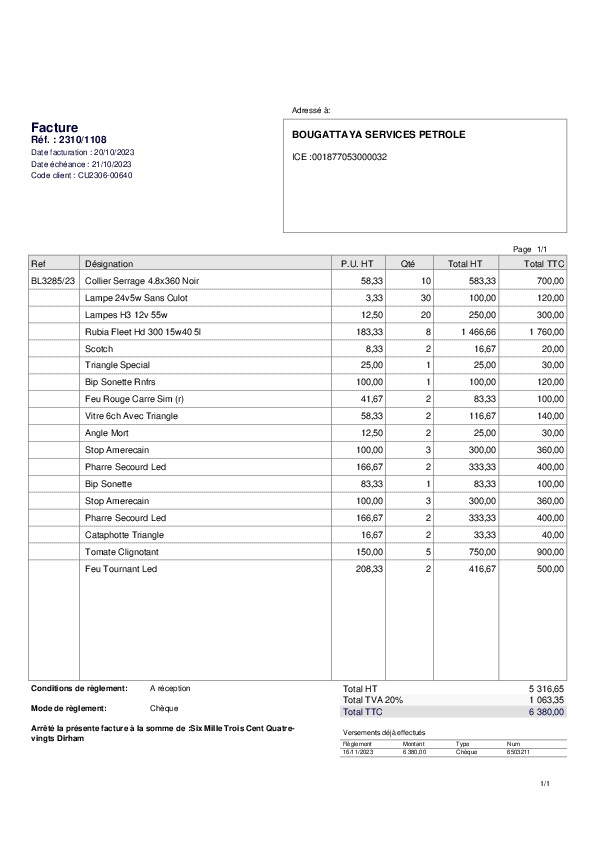 Adressé à:
Facture
Réf. : 2310/1108
Date facturation : 20/10/2023
Date échéance : 21/10/2023
Code client : CU2306-00640
BOUGATTAYA SERVICES PETROLE
ICE :001877053000032
Page 1/1
Ref Désignation P.U. HT Qté Total HT Total TTC
BL3285/23 Collier Serrage 4.8x360 Noir 58,33 10 583,33 700,00
Lampe 24v5w Sans Culot 3,33 30 100,00 120,00
Lampes H3 12v 55w 12,50 20 250,00 300,00
Rubia Fleet Hd 300 15w40 5l 183,33 8 1 466,66 1 760,00
Scotch 8,33 2 16,67 20,00
Triangle Special 25,00 1 25,00 30,00
Bip Sonette Rnfrs 100,00 1 100,00 120,00
Feu Rouge Carre Sim (r) 41,67 2 83,33 100,00
Vitre 6ch Avec Triangle 58,33 2 116,67 140,00
Angle Mort 12,50 2 25,00 30,00
Stop Amerecain 100,00 3 300,00 360,00
Pharre Secourd Led 166,67 2 333,33 400,00
Bip Sonette 83,33 1 83,33 100,00
Stop Amerecain 100,00 3 300,00 360,00
Pharre Secourd Led 166,67 2 333,33 400,00
Cataphotte Triangle 16,67 2 33,33 40,00
Tomate Clignotant 150,00 5 750,00 900,00
Feu Tournant Led 208,33 2 416,67 500,00
Conditions de règlement: A réception
Mode de règlement: Chèque
Arrêté la présente facture à la somme de :Six Mille Trois Cent Quatre-
vingts Dirham
Total HT 5 316,65
Total TVA 20% 1 063,35
Total TTC 6 380,00
Versements déjà effectués
Règlement Montant Type Num
16/11/2023 6 380,00 Chèque 6503211
1/1